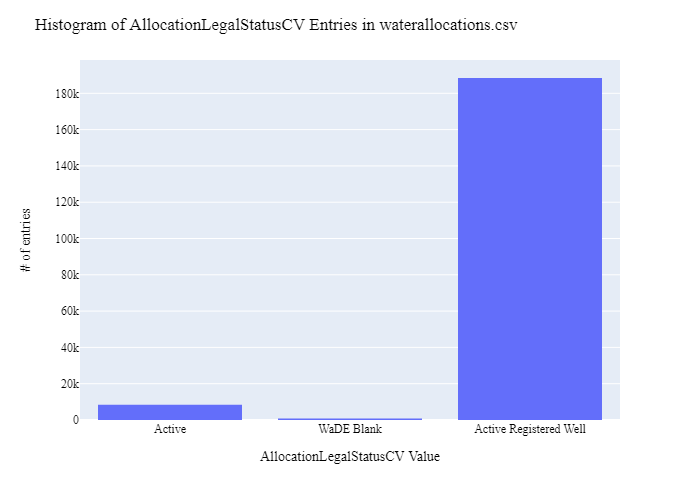 Histogram of AllocationLegalStatusCV Entries in waterallocations.csv
180k
160k
140k
120k
100k
80k
60k
40k
20k
0
# of entries
Active
WaDE Blank
Active Registered Well
AllocationLegalStatusCV Value